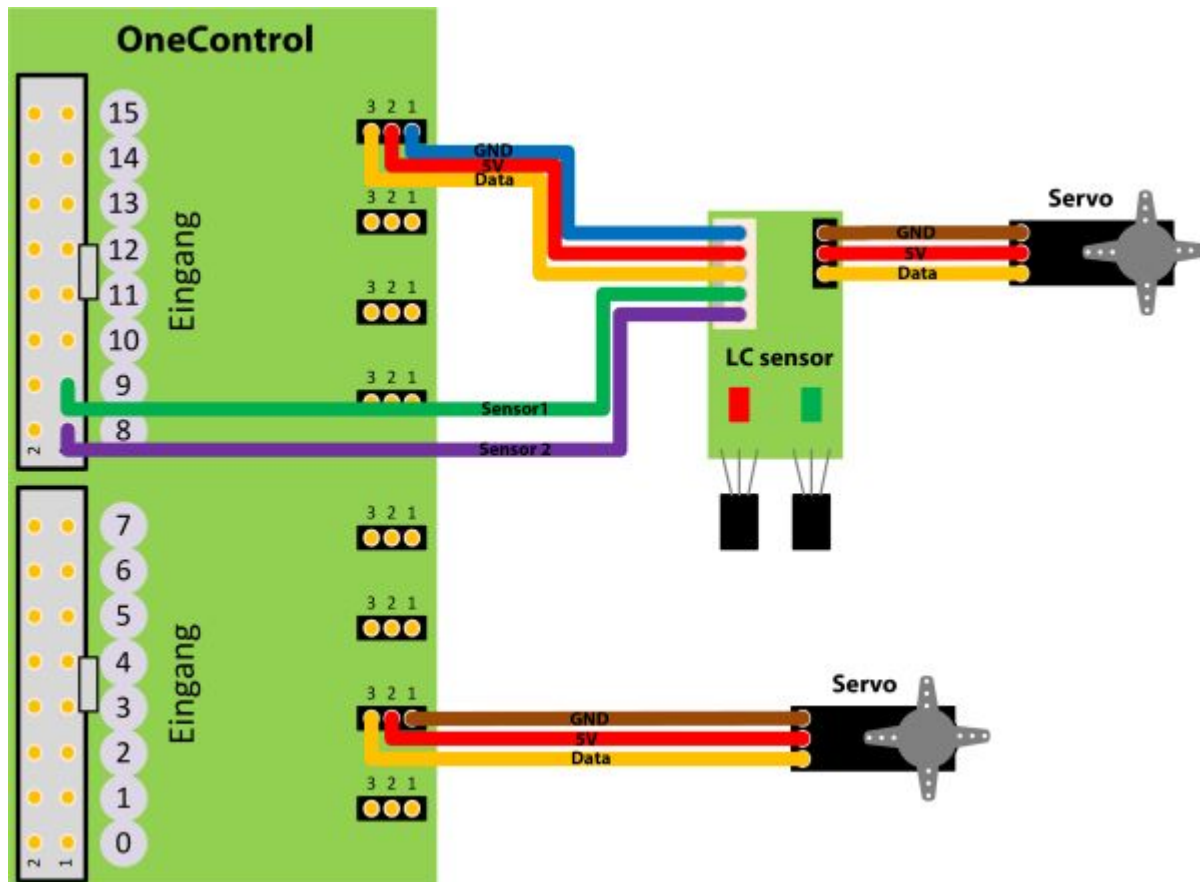 OneControl
15
14
13
12
11
10
9
8
Eingang
2
7
6
5
4
3
2
1
0
Eingang
2 1
3 2 1
3 2 1
3 2 1
3 2 1
3 2 1
3 2 1
3 2 1
3 2 1
GND
5V
Data
Sensor1
Sensor 2
LC sensor
GND
5V
Data
Servo
GND
5V
Data
Servo